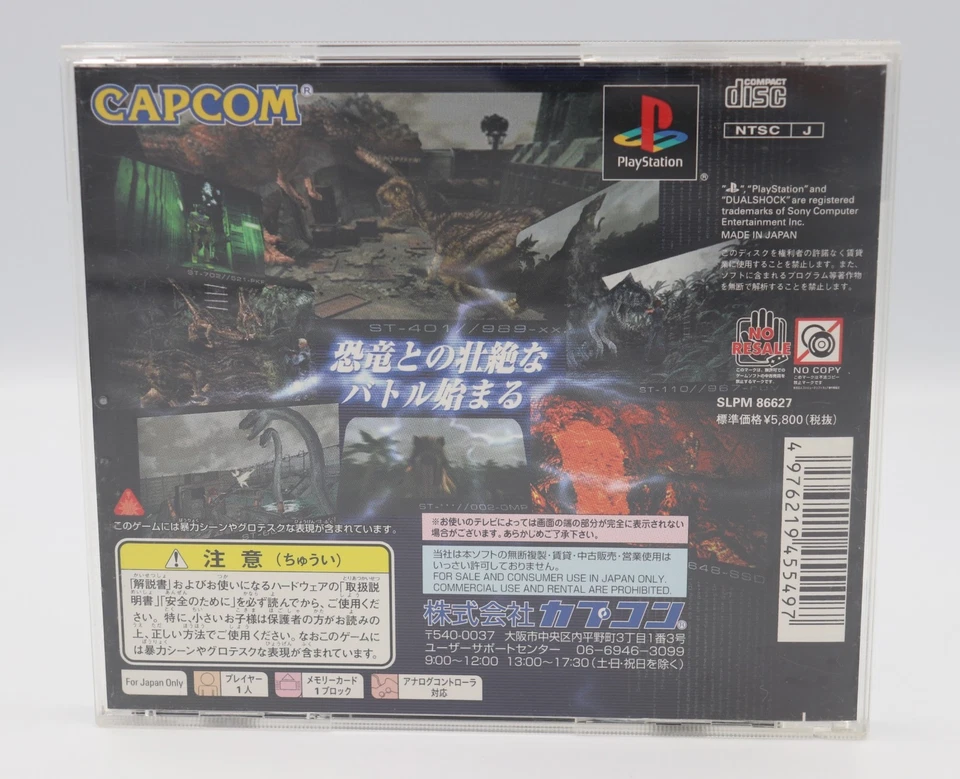 CAPCOM®
PlayStation
®
COMPACT
disc
NTSC J
"PS", "PlayStation" and
"DUALSHOCK" are registered
trademarks of Sony Computer
Entertainment Inc.
MADE IN JAPAN
このディスクを権利者の許諾なく賃貸
業に使用することを禁止します。また、
ソフトに含まれるプログラム等著作物
を無断で解析することを禁止します。
NO
RESALE
NO COPY
SLPM 86627
標準価格¥5,800(税抜)
4976219455497
ST-702//521-
ST-401//989-xx
ST-110//967-
恐竜との壮絶な
バトル始まる
//002-OMP
648-SSD
このゲームには暴力シーンやグロテスクな表現が含まれています。
注意(ちゅうい)
「解説書」およびお使いになるハードウェアの「取扱説
明書」「安全のために」を必ず読んでから、ご使用くだ
さい。特に、小さいお子様は保護者の方がお読みの
上、正しい方法でご使用ください。なおこのゲームに
は暴力シーンやグロテスクな表現が含まれています。
※お使いのテレビによっては画面の端の部分が完全に表示されない
場合がございます。あらかじめご了承下さい。
当社は本ソフトの無断複製・賃貸・中古販売・営業使用は
いっさい許可しておりません。
FOR SALE AND CONSUMER USE IN JAPAN ONLY.
COMMERCIAL USE AND RENTAL ARE PROHIBITED.
株式会社カプコン®
〒540-0037 大阪市中央区内平野町3丁目1番3号
ユーザーサポートセンター 06-6946-3099
9:00〜12:00 13:00〜17:30(土・日・祝日を除く)
For Japan Only
プレイヤー
1人
メモリーカード
1ブロック
アナログコントローラ
対応